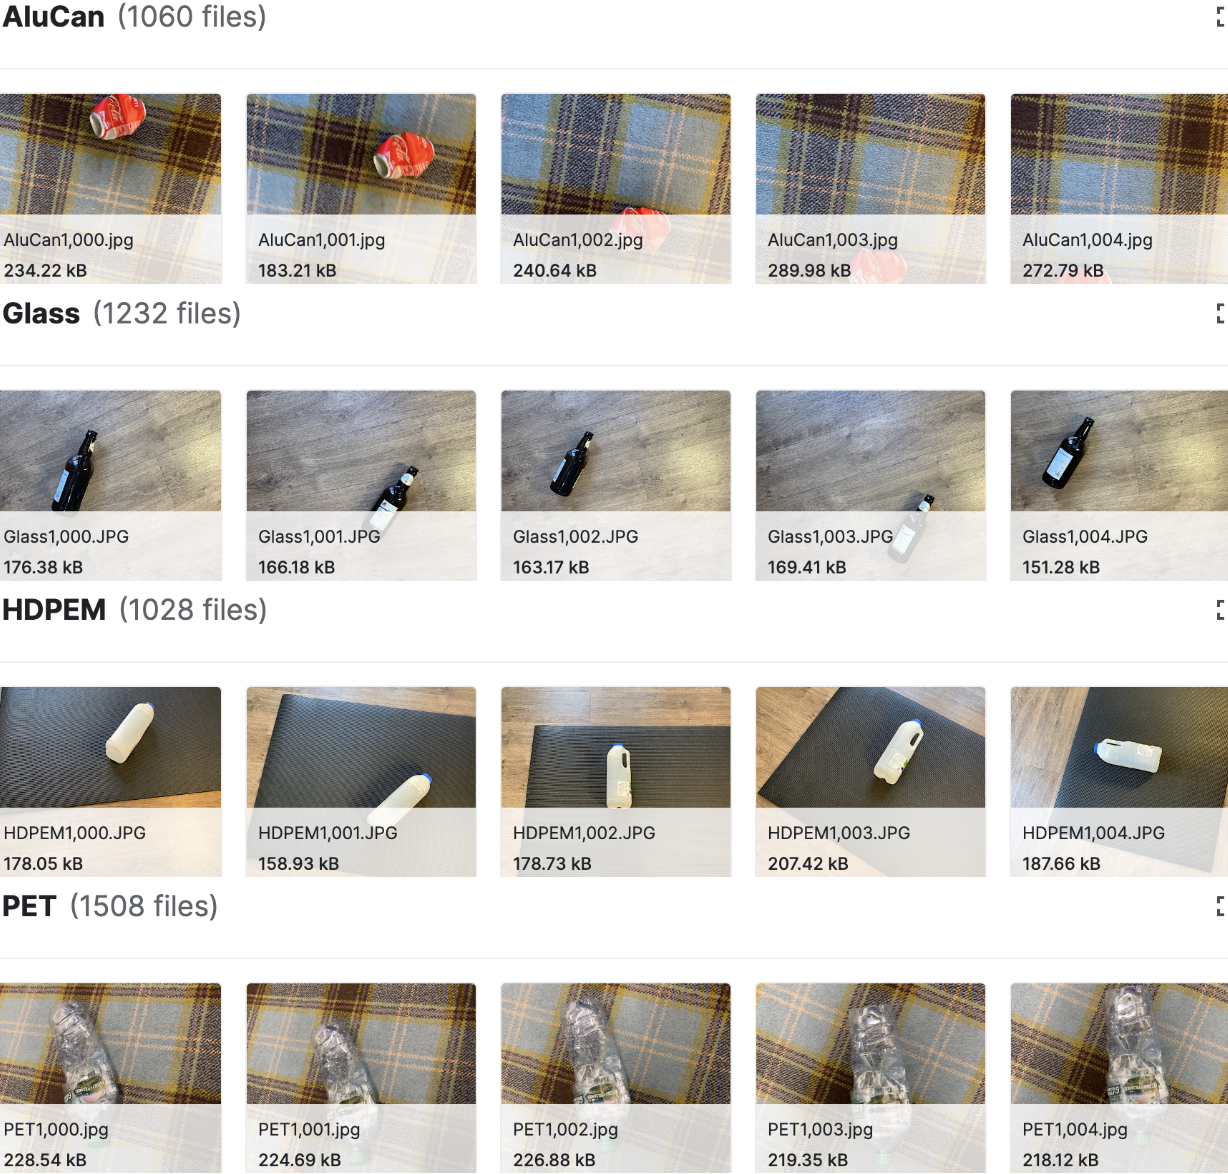 AluCan (1060 files)
AluCan1,000.jpg
234.22 kB
AluCan1,001.jpg
183.21 kB
AluCan1,002.jpg
240.64 kB
AluCan1,003.jpg
289.98 kB
AluCan1,004.jpg
272.79 kB
Glass (1232 files)
Glass1,000.JPG
176.38 kB
Glass1,001.JPG
166.18 kB
Glass1,002.JPG
163.17 kB
Glass1,003.JPG
169.41 kB
Glass1,004.JPG
151.28 kB
HDPEM (1028 files)
HDPEM1,000.JPG
178.05 kB
HDPEM1,001.JPG
158.93 kB
HDPEM1,002.JPG
178.73 kB
HDPEM1,003.JPG
207.42 kB
HDPEM1,004.JPG
187.66 kB
PET (1508 files)
PET1,000.jpg
228.54 kB
PET1,001.jpg
224.69 kB
PET1,002.jpg
226.88 kB
PET1,003.jpg
219.35 kB
PET1,004.jpg
218.12 kB